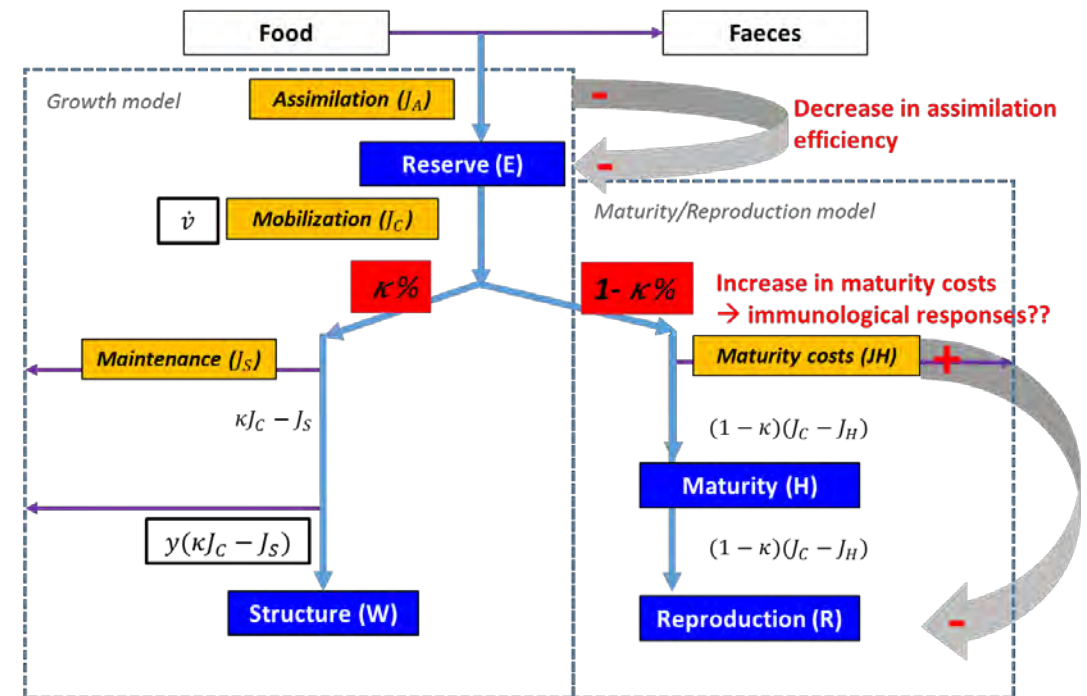 Food
Faeces
Growth model
Assimilation (J_A)
-
Decrease in assimilation
efficiency
Reserve (E)
-
Maturity/Reproduction model
v̇
Mobilization (J_C)
κ%
1- κ%
Increase in maturity costs
→ immunological responses??
Maintenance (J_S)
Maturity costs (JH)
+
κJ_C − J_S
(1 − κ)(J_C − J_H)
Maturity (H)
y(κJ_C − J_S)
(1 − κ)(J_C − J_H)
Structure (W)
Reproduction (R)
-